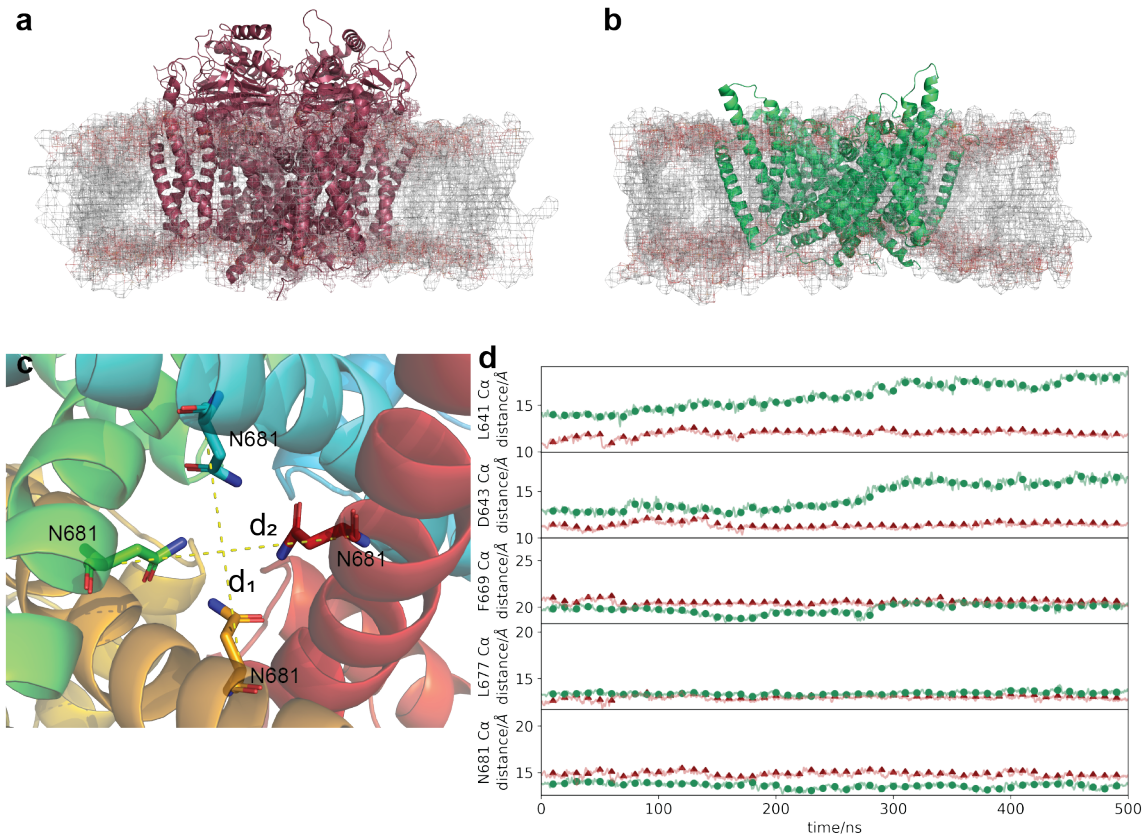 a
b
c
N681
N681
d₂
N681
d₁
N681
d
L641 Cα
distance/Å
15
10
D643 Cα
distance/Å
15
10
F669 Cα
distance/Å
25
20
L677 Cα
distance/Å
20
15
N681 Cα
distance/Å
20
15
0
100
200
300
400
500
time/ns